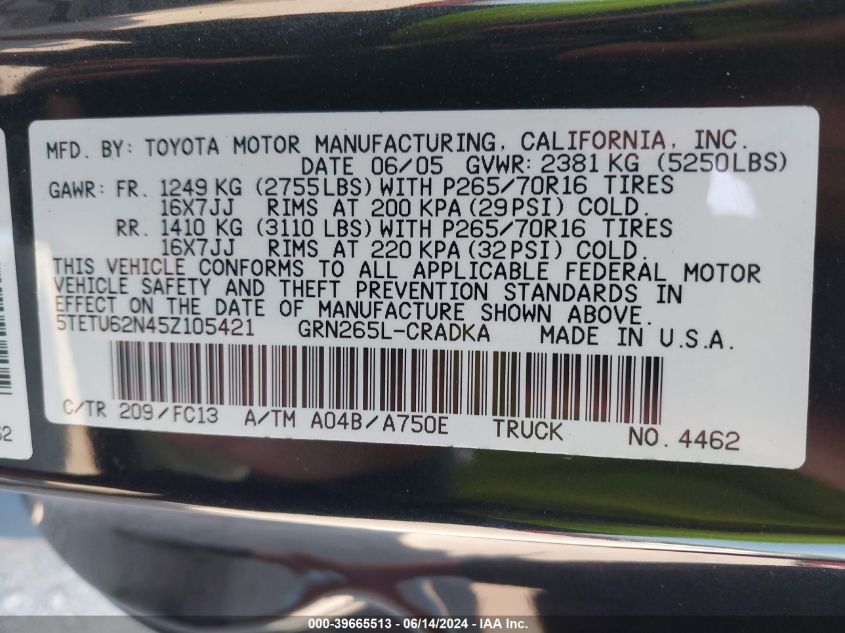 MFD. BY: TOYOTA MOTOR MANUFACTURING, CALIFORNIA, INC.
DATE 06/05 GVWR: 2381 KG (5250LBS)
GAWR: FR. 1249 KG (2755LBS) WITH P265/70R16 TIRES
16X7JJ RIMS AT 200 KPA (29PSI) COLD.
RR. 1410 KG (3110 LBS) WITH P265/70R16 TIRES
16X7JJ RIMS AT 220 KPA (32PSI) COLD.
THIS VEHICLE CONFORMS TO ALL APPLICABLE FEDERAL MOTOR
VEHICLE SAFETY AND THEFT PREVENTION STANDARDS IN
EFFECT ON THE DATE OF MANUFACTURE SHOWN ABOVE.
5TETU62N45Z105421 GRN265L-CRADKA MADE IN U.S.A.
C/TR 209/FC13 A/TM A04B/A750E TRUCK NO. 4462
62
000-39665513 - 06/14/2024 - IAA Inc.